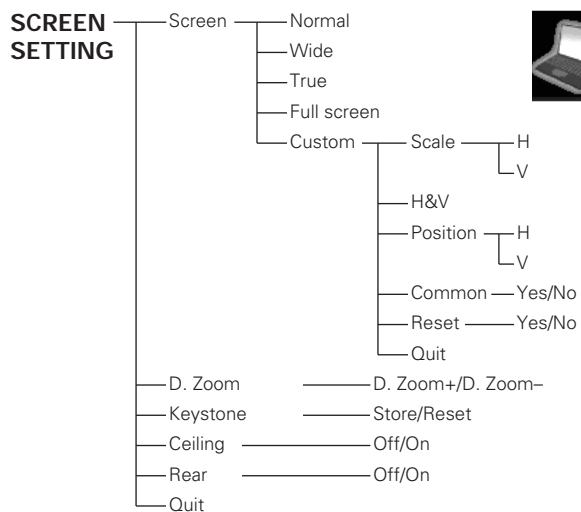 SCREEN SETTING
Screen
Normal
Wide
True
Full screen
Custom
Scale
H
V
H&V
Position
H
V
Common
Yes/No
Reset
Yes/No
Quit
D. Zoom
D. Zoom+/D. Zoom–
Keystone
Store/Reset
Ceiling
Off/On
Rear
Off/On
Quit